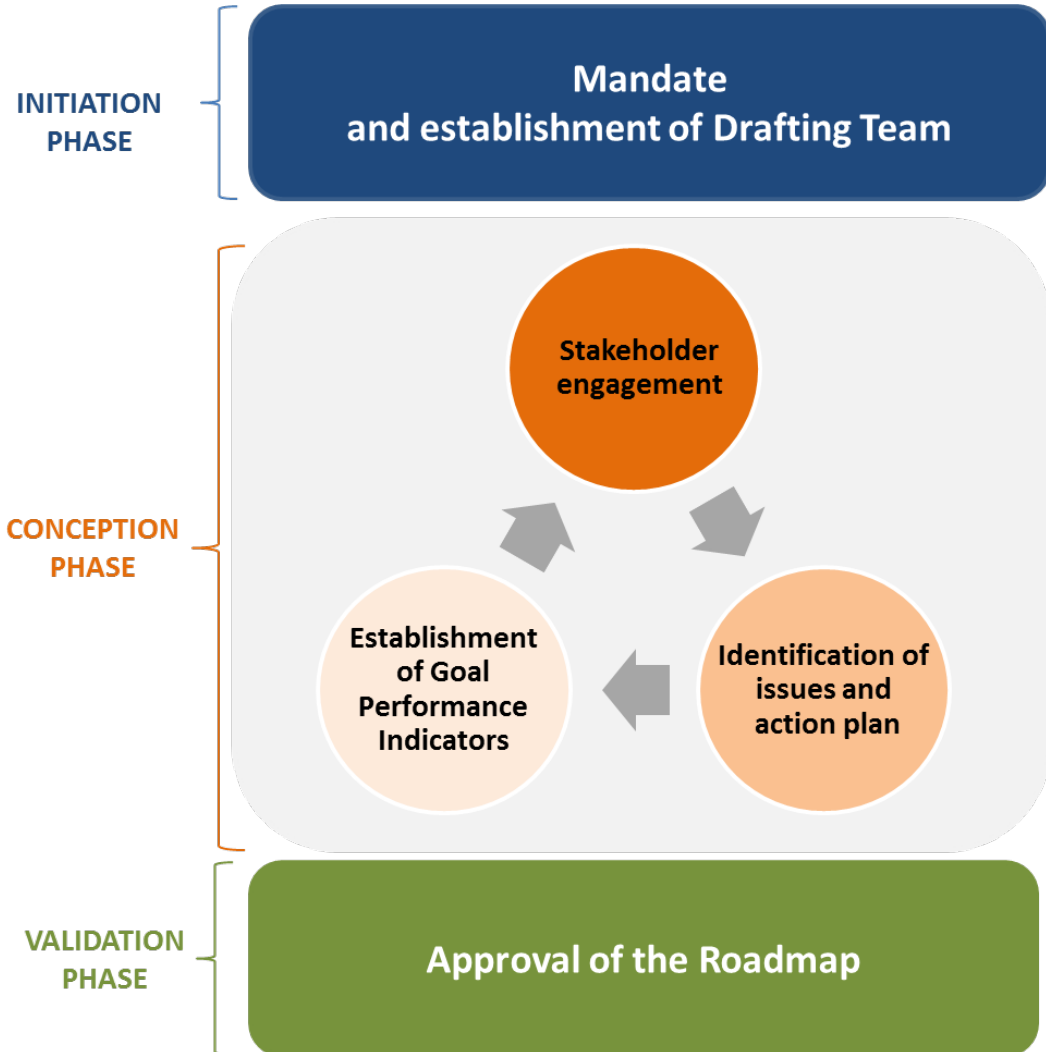 INITIATION
PHASE
Mandate
and establishment of Drafting Team
CONCEPTION
PHASE
Stakeholder
engagement
Identification of
issues and
action plan
Establishment
of Goal
Performance
Indicators
VALIDATION
PHASE
Approval of the Roadmap